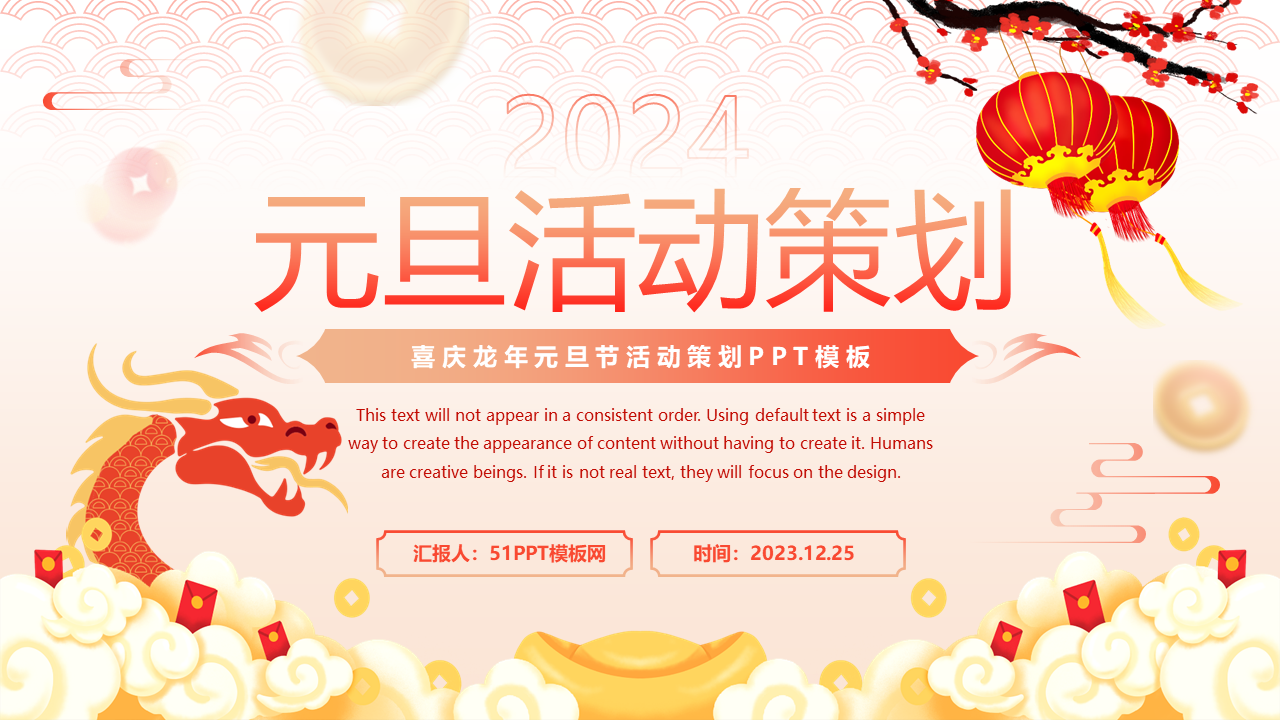 2024
元旦活动策划
喜庆龙年元旦节活动策划PPT模板
This text will not appear in a consistent order. Using default text is a simple
way to create the appearance of content without having to create it. Humans
are creative beings. If it is not real text, they will focus on the design.
汇报人：51PPT模板网
时间：2023.12.25